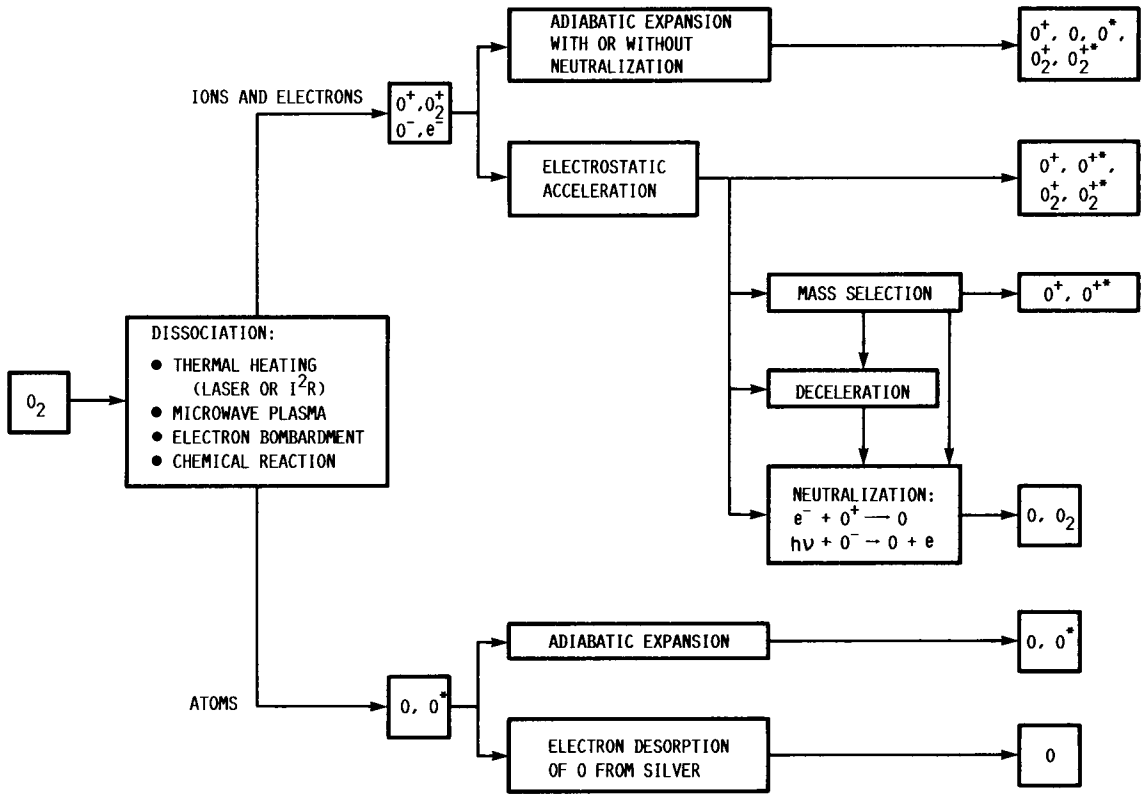 O₂
DISSOCIATION:
● THERMAL HEATING
(LASER OR I²R)
● MICROWAVE PLASMA
● ELECTRON BOMBARDMENT
● CHEMICAL REACTION
IONS AND ELECTRONS
O⁺, O₂⁺
O⁻, e⁻
ADIABATIC EXPANSION
WITH OR WITHOUT
NEUTRALIZATION
O⁺, O, O*,
O₂⁺, O₂⁺*
ELECTROSTATIC
ACCELERATION
O⁺, O⁺*,
O₂⁺, O₂⁺*
MASS SELECTION
O⁺, O⁺*
DECELERATION
NEUTRALIZATION:
e⁻ + O⁺ → O
hν + O⁻ → O + e
O, O₂
ATOMS
O, O*
ADIABATIC EXPANSION
O, O*
ELECTRON DESORPTION
OF O FROM SILVER
O